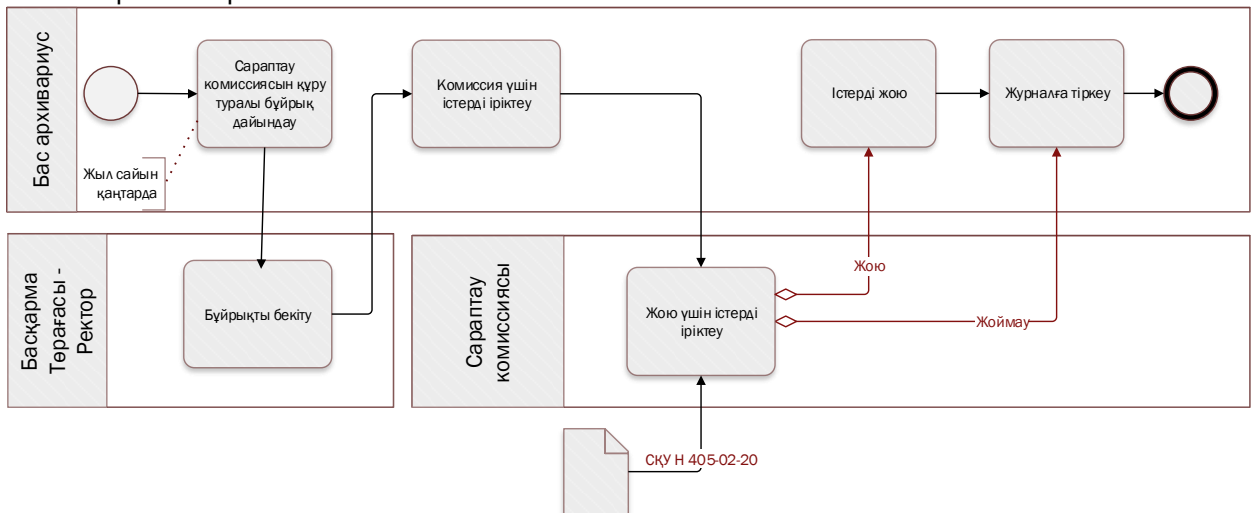 Бас архивариус
Сараптау
комиссиясын құру
туралы бұйрық
дайындау
Комиссия үшін
істерді іріктеу
Істерді жою
Журналға тіркеу
Жыл сайын
қаңтарда
Басқарма
Төрағасы -
Ректор
Бұйрықты бекіту
Сараптау
комиссиясы
Жою үшін істерді
іріктеу
Жою
Жоймау
СҚУ Н 405-02-20